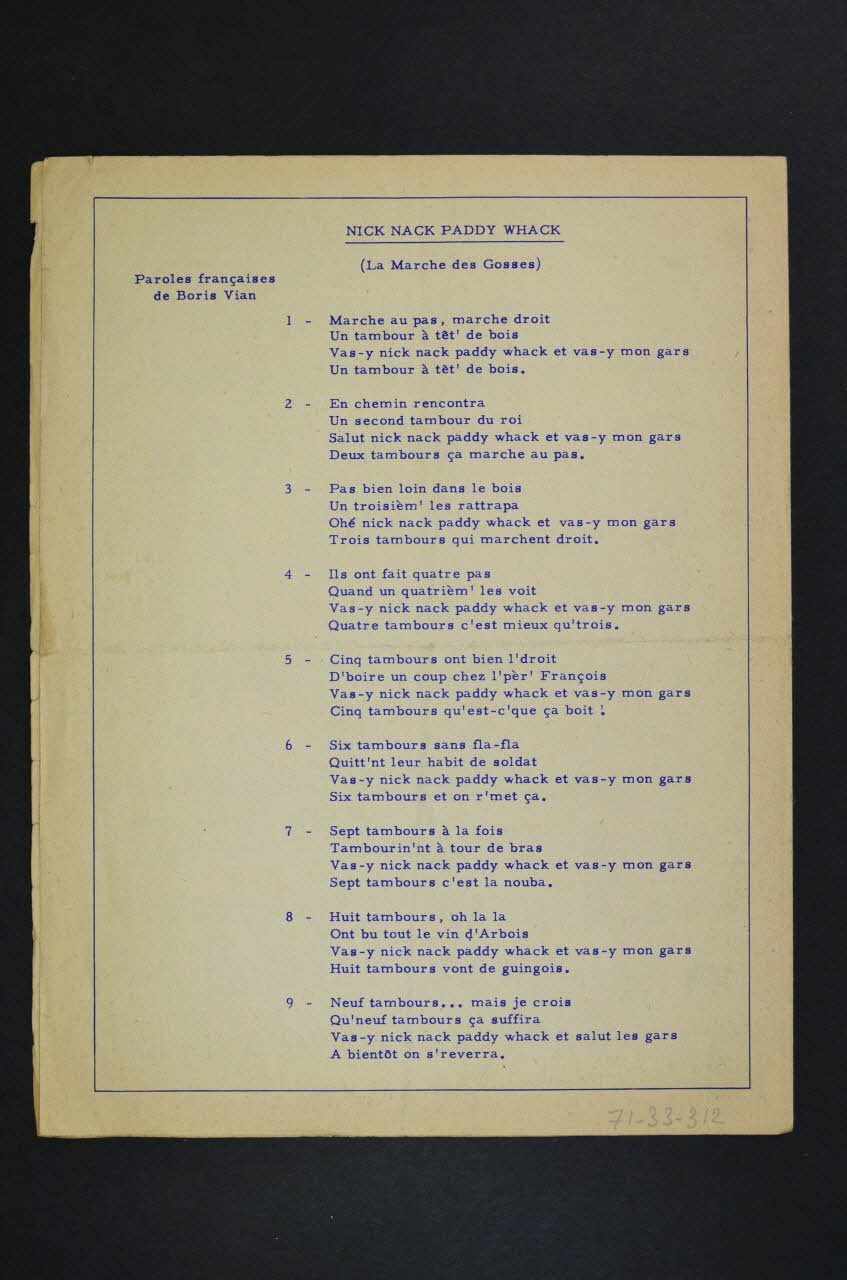 NICK NACK PADDY WHACK
(La Marche des Gosses)
Paroles françaises
de Boris Vian
1 - Marche au pas, marche droit
Un tambour à têt' de bois
Vas-y nick nack paddy whack et vas-y mon gars
Un tambour à têt' de bois.
2 - En chemin rencontra
Un second tambour du roi
Salut nick nack paddy whack et vas-y mon gars
Deux tambours ça marche au pas.
3 - Pas bien loin dans le bois
Un troisièm' les rattrapa
Ohé nick nack paddy whack et vas-y mon gars
Trois tambours qui marchent droit.
4 - Ils ont fait quatre pas
Quand un quatrièm' les voit
Vas-y nick nack paddy whack et vas-y mon gars
Quatre tambours c'est mieux qu'trois.
5 - Cinq tambours ont bien l'droit
D'boire un coup chez l'pèr' François
Vas-y nick nack paddy whack et vas-y mon gars
Cinq tambours qu'est-c'que ça boit !
6 - Six tambours sans fla-fla
Quitt'nt leur habit de soldat
Vas-y nick nack paddy whack et vas-y mon gars
Six tambours et on r'met ça.
7 - Sept tambours à la fois
Tambourin'nt à tour de bras
Vas-y nick nack paddy whack et vas-y mon gars
Sept tambours c'est la nouba.
8 - Huit tambours, oh la la
Ont bu tout le vin d'Arbois
Vas-y nick nack paddy whack et vas-y mon gars
Huit tambours vont de guingois.
9 - Neuf tambours... mais je crois
Qu'neuf tambours ça suffira
Vas-y nick nack paddy whack et salut les gars
A bientôt on s'reverra.
71-33-312